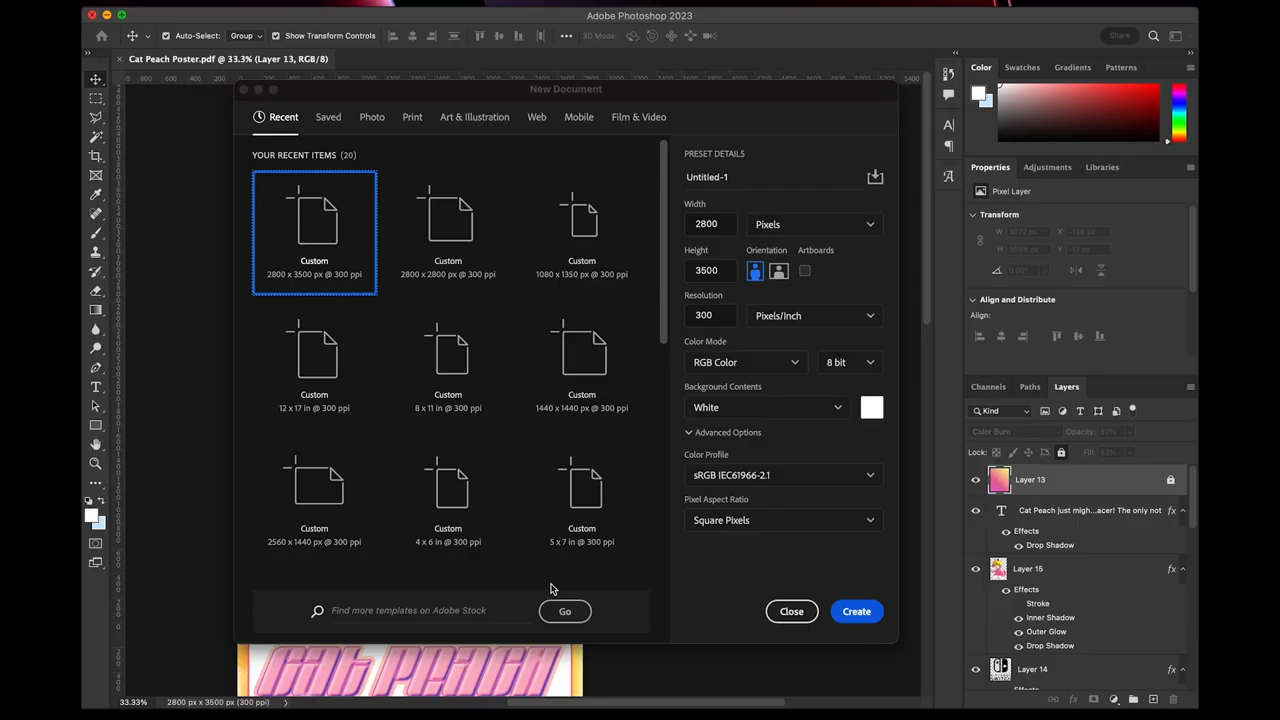 Adobe Photoshop 2023
Auto-Select: Group Show Transform Controls 3D Mode: Share
Cat Peach Poster.pdf @ 33.3% (Layer 13, RGB/8)
New Document
Recent Saved Photo Print Art & Illustration Web Mobile Film & Video
YOUR RECENT ITEMS (20)
Custom
2800 x 3500 px @ 300 ppi
Custom
2800 x 2800 px @ 300 ppi
Custom
1080 x 1350 px @ 300 ppi
Custom
12 x 17 in @ 300 ppi
Custom
8 x 11 in @ 300 ppi
Custom
1440 x 1440 px @ 300 ppi
Custom
2560 x 1440 px @ 300 ppi
Custom
4 x 6 in @ 300 ppi
Custom
5 x 7 in @ 300 ppi
Find more templates on Adobe Stock
Go
PRESET DETAILS
Untitled-1
Width
2800 Pixels
Height Orientation Artboards
3500
Resolution
300 Pixels/Inch
Color Mode
RGB Color 8 bit
Background Contents
White
Advanced Options
Color Profile
sRGB IEC61966-2.1
Pixel Aspect Ratio
Square Pixels
Close Create
Cat Peach
33.33% 2800 px x 3500 px (300 ppi)
Color Swatches Gradients Patterns
Properties Adjustments Libraries
Pixel Layer
Transform
0.00°
Align and Distribute
Align:
Channels Paths Layers
Kind
Color Burn Opacity:
Lock: Fill:
Layer 13
Cat Peach just migh...acer! The only not fx
Effects
Drop Shadow
Layer 15 fx
Effects
Stroke
Inner Shadow
Outer Glow
Drop Shadow
Layer 14 fx